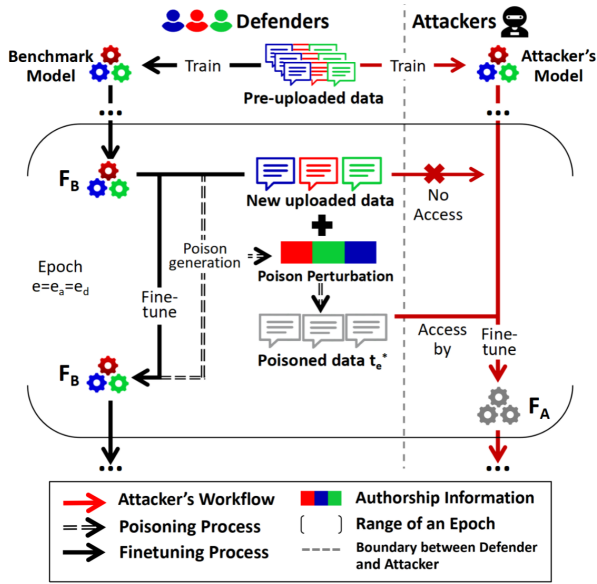 Defenders
Attackers
Benchmark
Model
Train
Pre-uploaded data
Train
Attacker's
Model
...
...
F_B
New uploaded data
No
Access
Poison
generation
Poison Perturbation
Epoch
e=e_a=e_d
Fine-
tune
Poisoned data t_e*
Access
by
Fine-
tune
F_B
F_A
...
...
Attacker's Workflow
Authorship Information
Poisoning Process
Range of an Epoch
Finetuning Process
Boundary between Defender
and Attacker